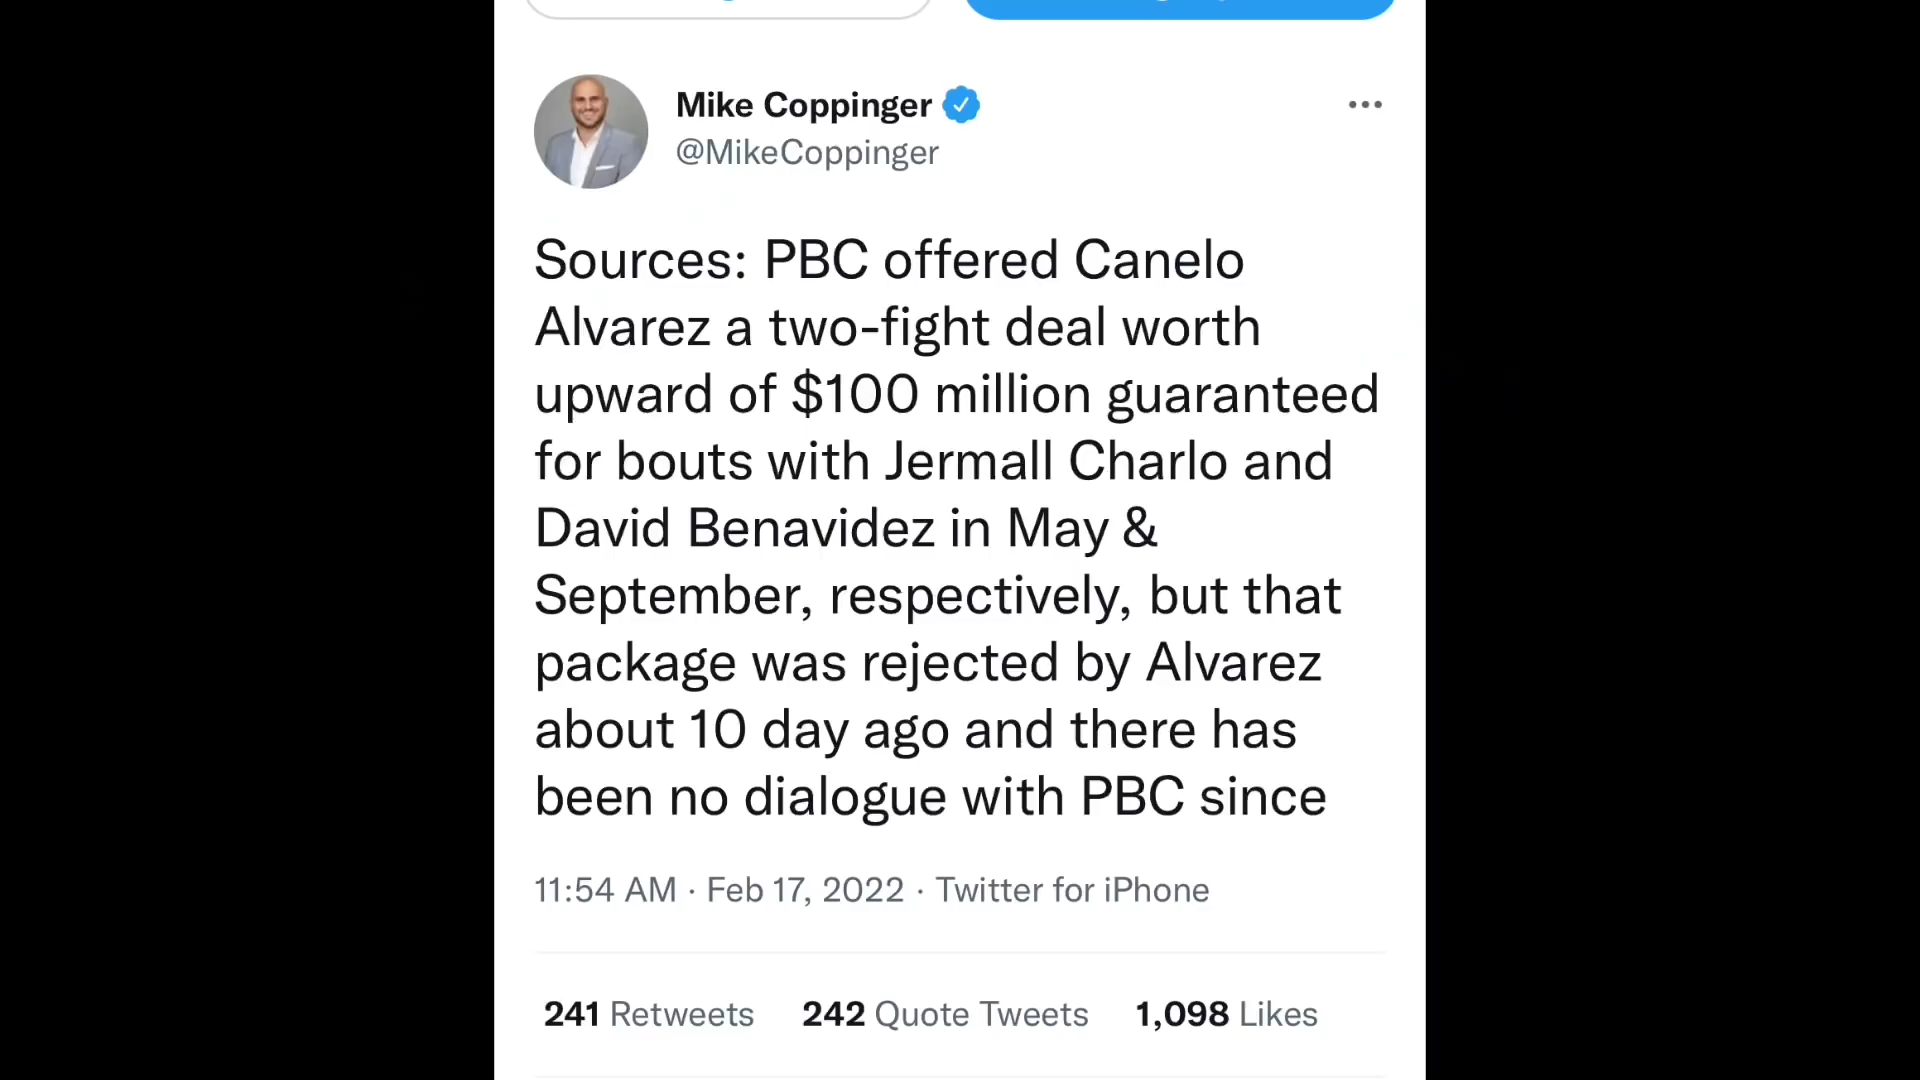 Mike Coppinger
@MikeCoppinger
Sources: PBC offered Canelo
Alvarez a two-fight deal worth
upward of $100 million guaranteed
for bouts with Jermall Charlo and
David Benavidez in May &
September, respectively, but that
package was rejected by Alvarez
about 10 day ago and there has
been no dialogue with PBC since
11:54 AM · Feb 17, 2022 · Twitter for iPhone
241 Retweets 242 Quote Tweets 1,098 Likes